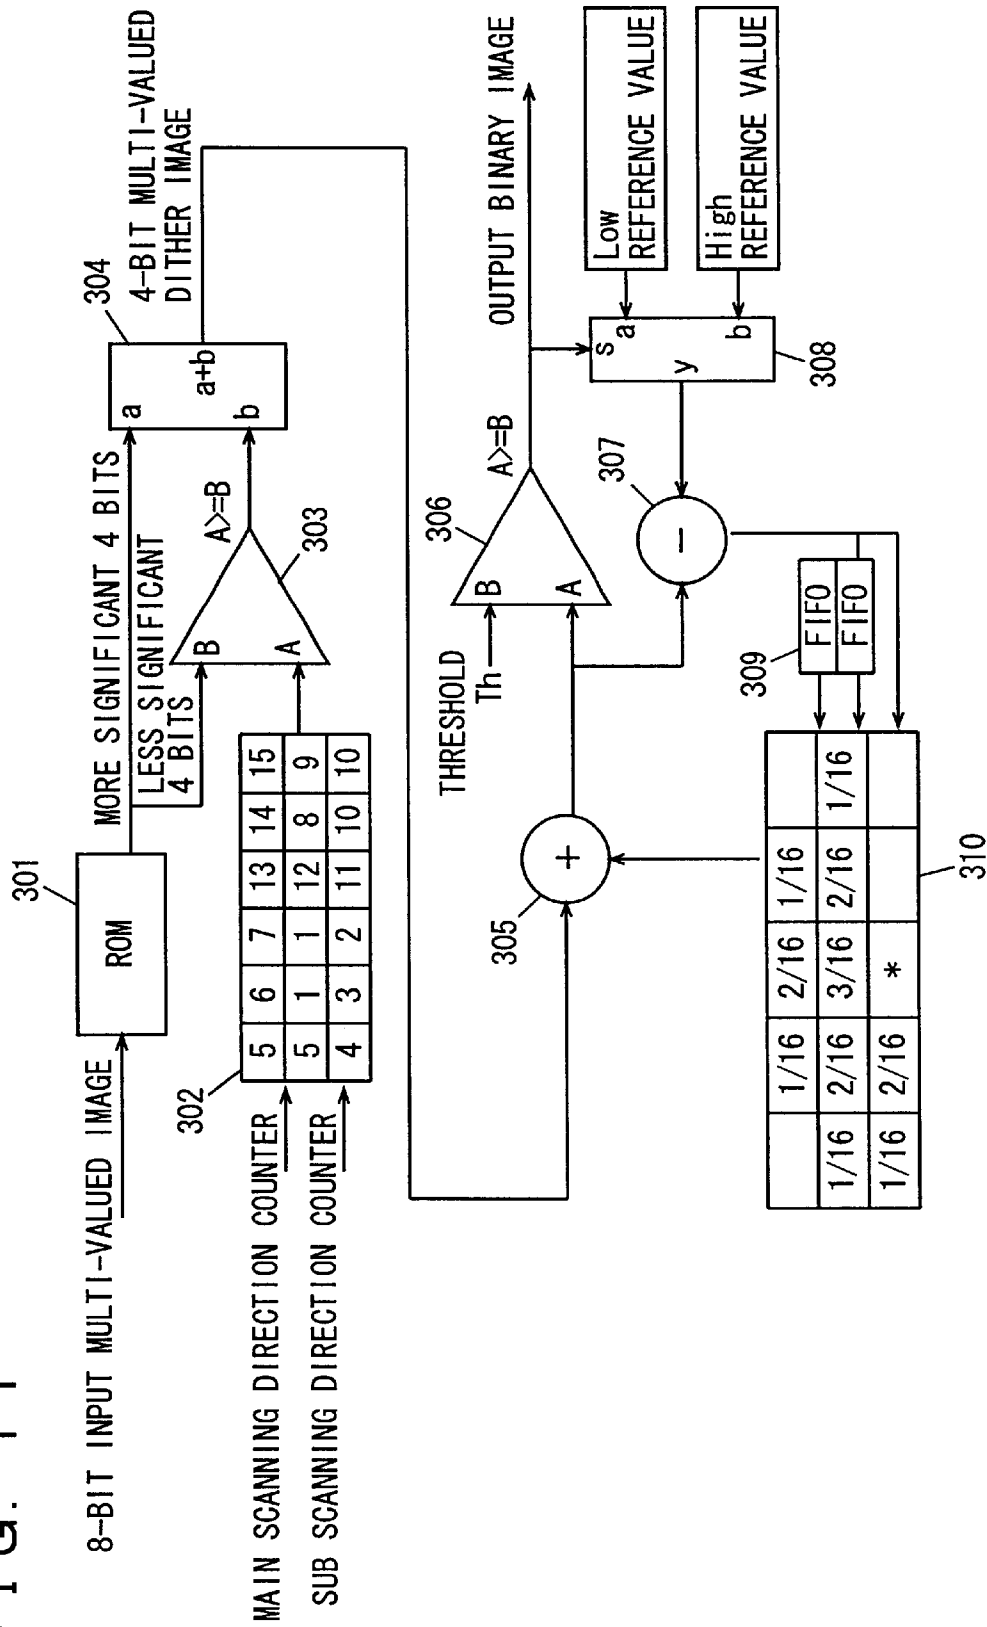 8-BIT INPUT MULTI-VALUED IMAGE
301
ROM
MORE SIGNIFICANT 4 BITS
LESS SIGNIFICANT
4 BITS
304
a
a+b
b
4-BIT MULTI-VALUED
DITHER IMAGE
302
MAIN SCANNING DIRECTION COUNTER
SUB SCANNING DIRECTION COUNTER
5 6 7 13 14 15
5 1 1 12 8 9
4 3 2 11 10 10
B
A
A>=B
303
305
+
THRESHOLD
Th
306
B
A
A>=B
OUTPUT BINARY IMAGE
307
−
s
a
y
b
308
Low
REFERENCE VALUE
High
REFERENCE VALUE
309
FIFO
FIFO
1/16 2/16 1/16
1/16 2/16 3/16 2/16 1/16
1/16 2/16 *
310